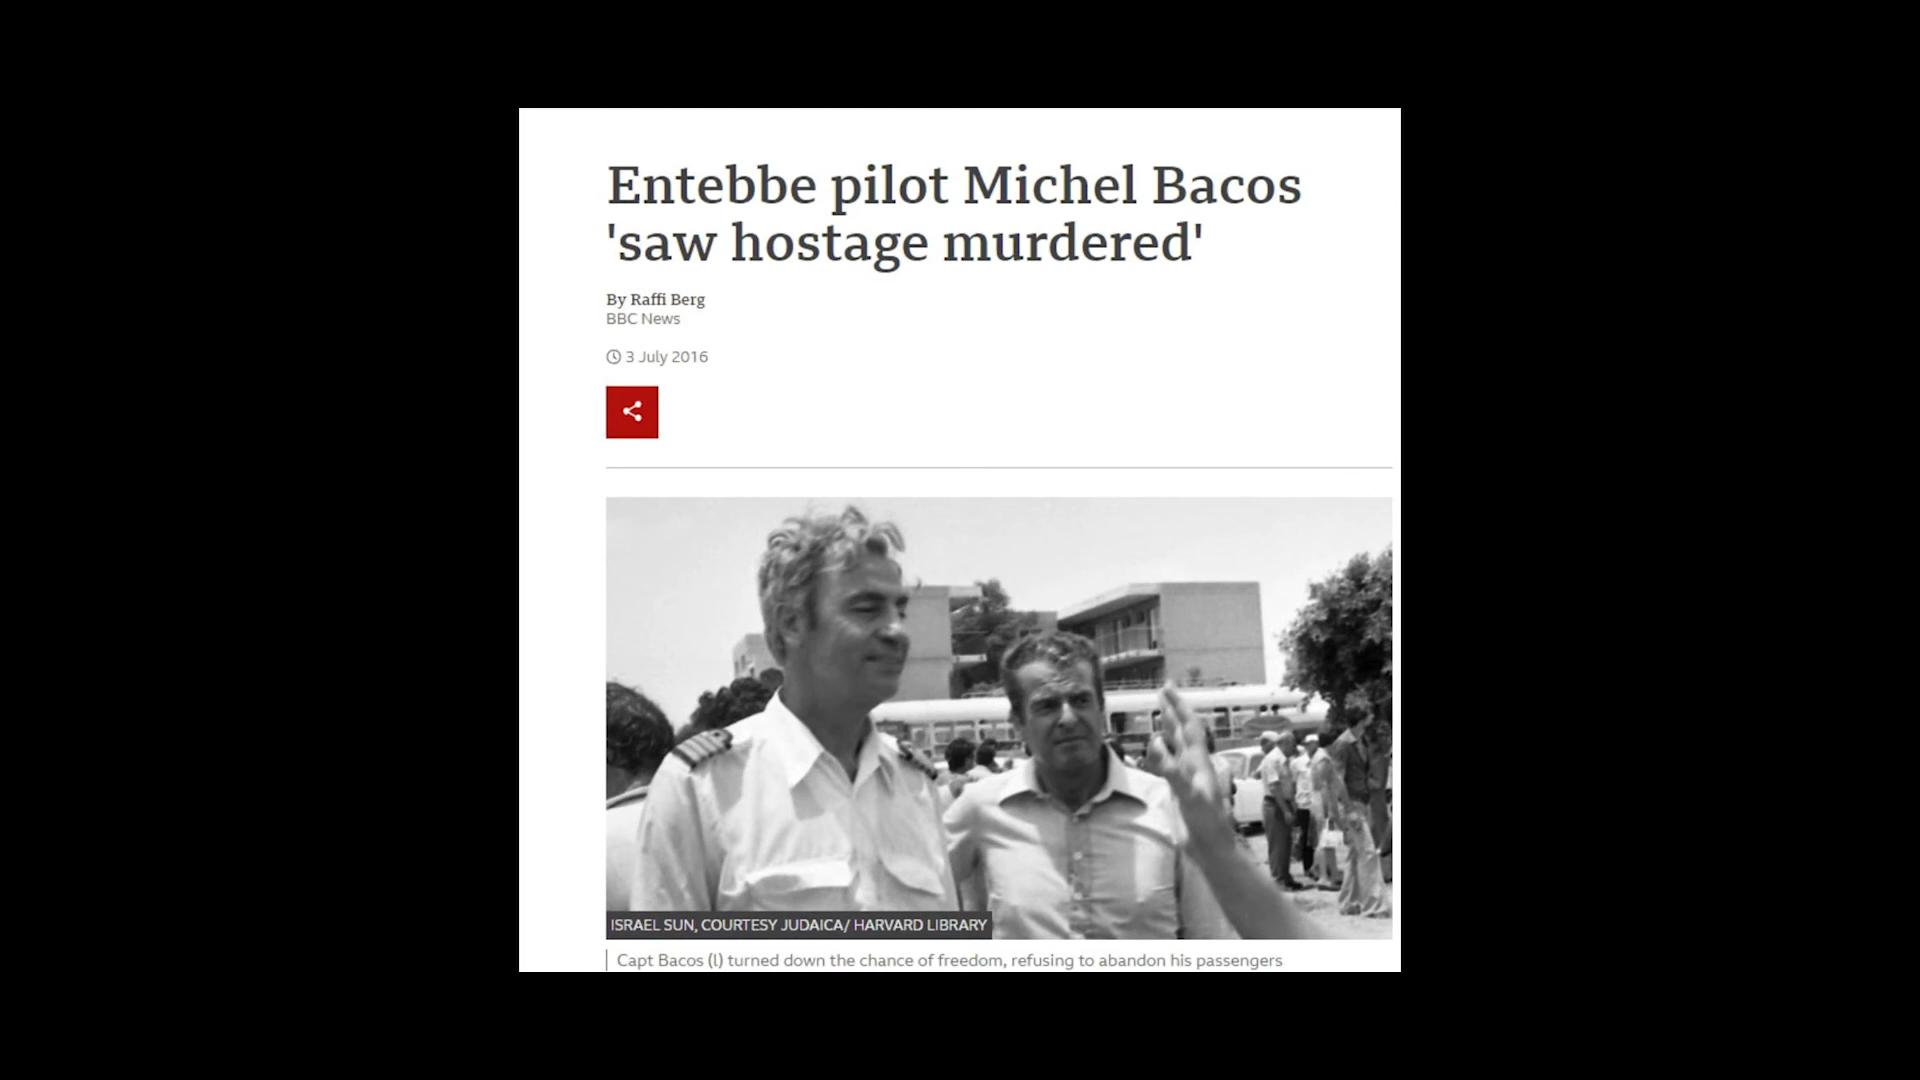 Entebbe pilot Michel Bacos
'saw hostage murdered'
By Raffi Berg
BBC News
3 July 2016
ISRAEL SUN, COURTESY JUDAICA/ HARVARD LIBRARY
Capt Bacos (l) turned down the chance of freedom, refusing to abandon his passengers